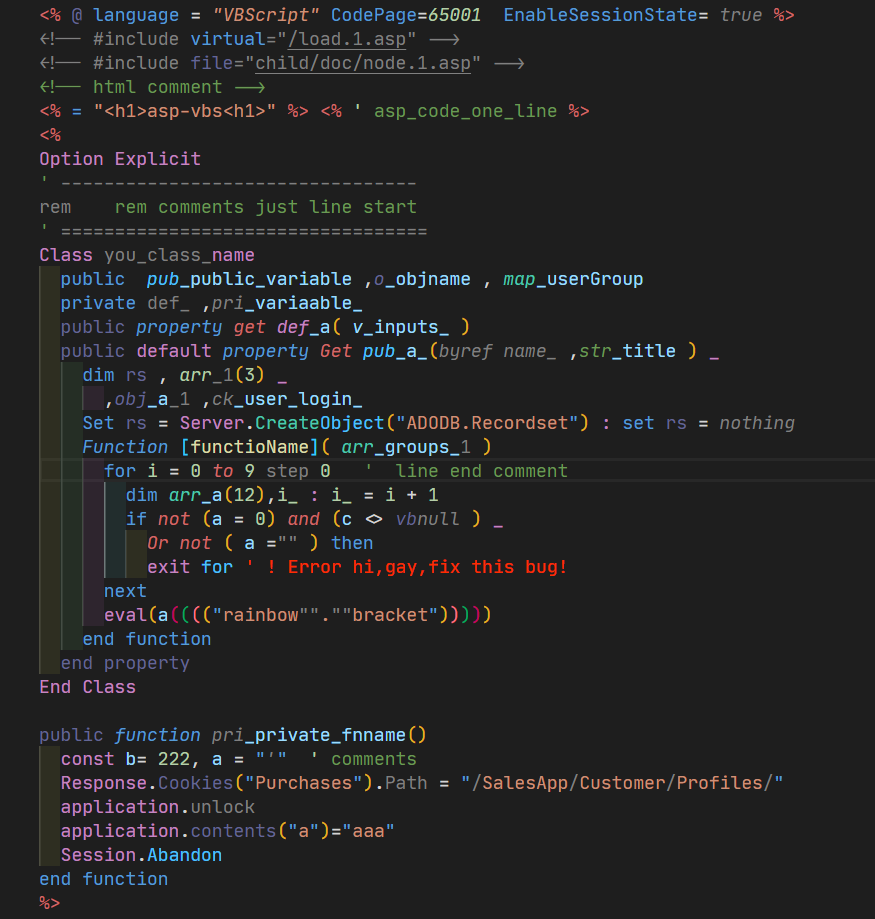 <% @ language = "VBScript" CodePage=65001  EnableSessionState= true %>
<!-- #include virtual="/load.1.asp" -->
<!-- #include file="child/doc/node.1.asp" -->
<!-- html comment -->
<% = "<h1>asp-vbs<h1>" %> <% ' asp_code_one_line %>
<%
Option Explicit
' ---------------------------------
rem    rem comments just line start
' ==================================
Class you_class_name
  public  pub_public_variable ,o_objname , map_userGroup
  private def_ ,pri_variaable_
  public property get def_a( v_inputs_ )
  public default property Get pub_a_(byref name_ ,str_title ) _
    dim rs , arr_1(3) _
      ,obj_a_1 ,ck_user_login_
    Set rs = Server.CreateObject("ADODB.Recordset") : set rs = nothing
    Function [functioName]( arr_groups_1 )
      for i = 0 to 9 step 0   '  line end comment
        dim arr_a(12),i_ : i_ = i + 1
        if not (a = 0) and (c <> vbnull ) _
          Or not ( a ="" ) then
          exit for ' ! Error hi,gay,fix this bug!
      next
      eval(a(((("rainbow"".""bracket")))))
    end function
  end property
End Class

public function pri_private_fnname()
  const b= 222, a = "'"  ' comments
  Response.Cookies("Purchases").Path = "/SalesApp/Customer/Profiles/"
  application.unlock
  application.contents("a")="aaa"
  Session.Abandon
end function
%>